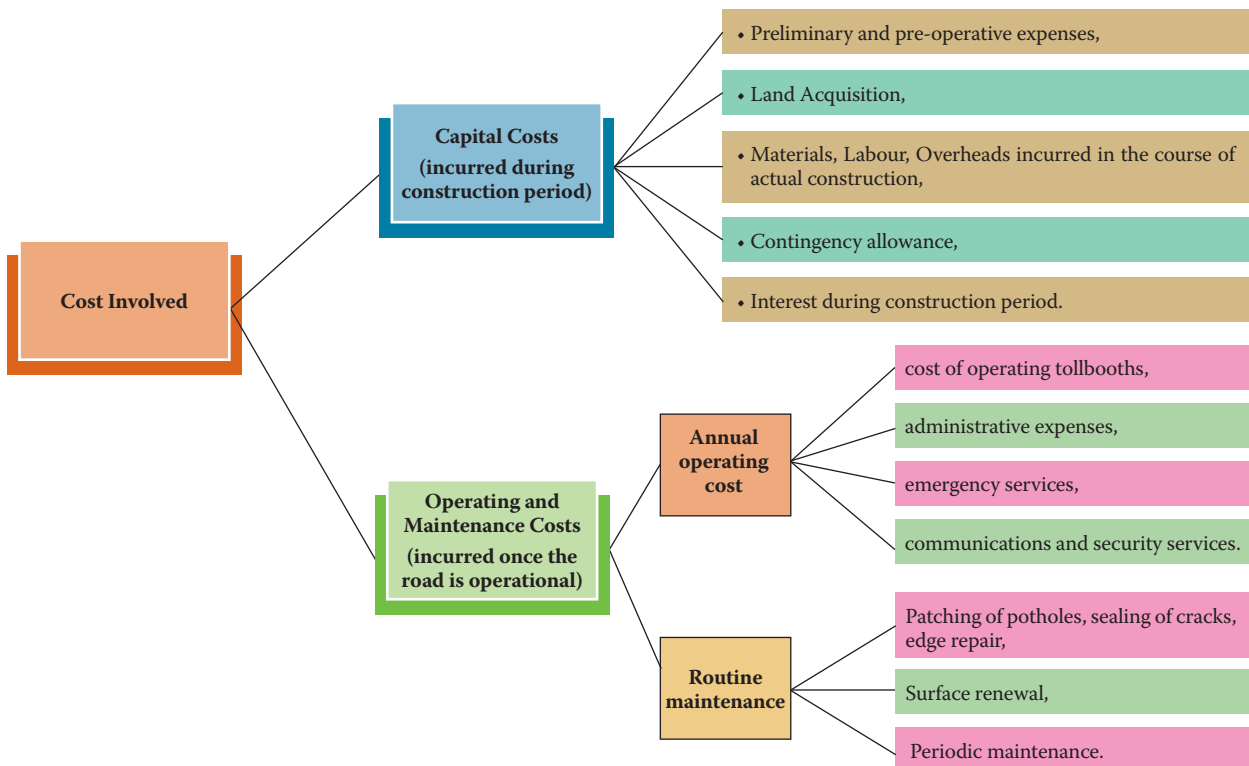 Cost Involved
Capital Costs
(incurred during
construction period)
• Preliminary and pre-operative expenses,
• Land Acquisition,
• Materials, Labour, Overheads incurred in the course of
actual construction,
• Contingency allowance,
• Interest during construction period.
Operating and
Maintenance Costs
(incurred once the
road is operational)
Annual
operating
cost
cost of operating tollbooths,
administrative expenses,
emergency services,
communications and security services.
Routine
maintenance
Patching of potholes, sealing of cracks,
edge repair,
Surface renewal,
Periodic maintenance.